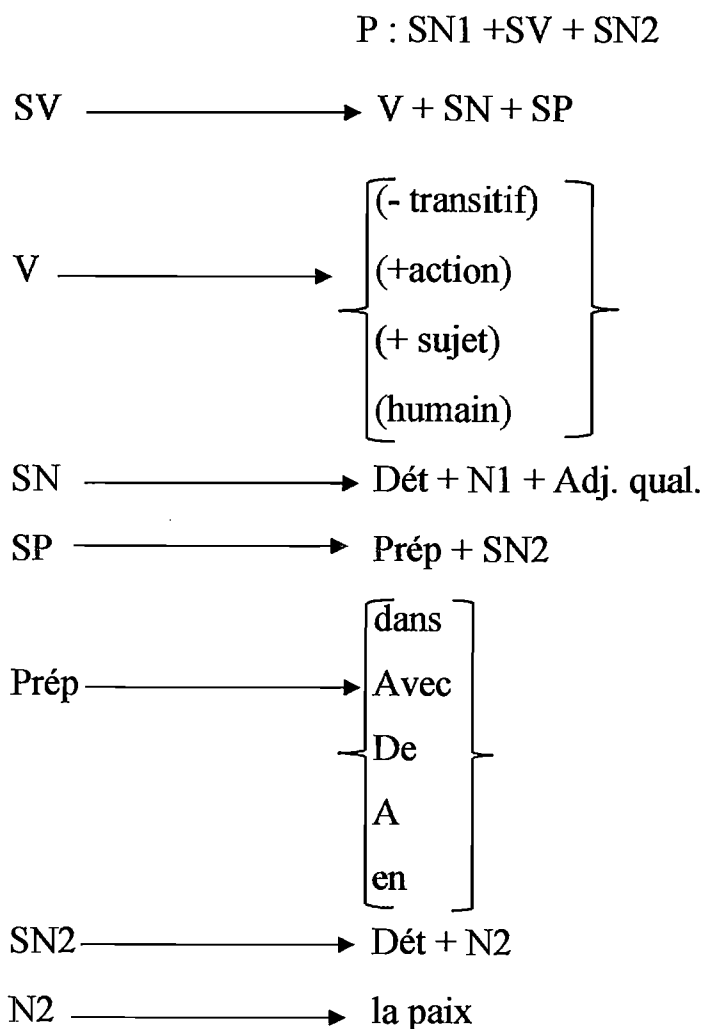 P : SN1 +SV + SN2
SV → V + SN + SP
(- transitif)
V → (+action)
(+ sujet)
(humain)
SN → Dét + N1 + Adj. qual.
SP → Prép + SN2
dans
Prép → Avec
De
A
en
SN2 → Dét + N2
N2 → la paix